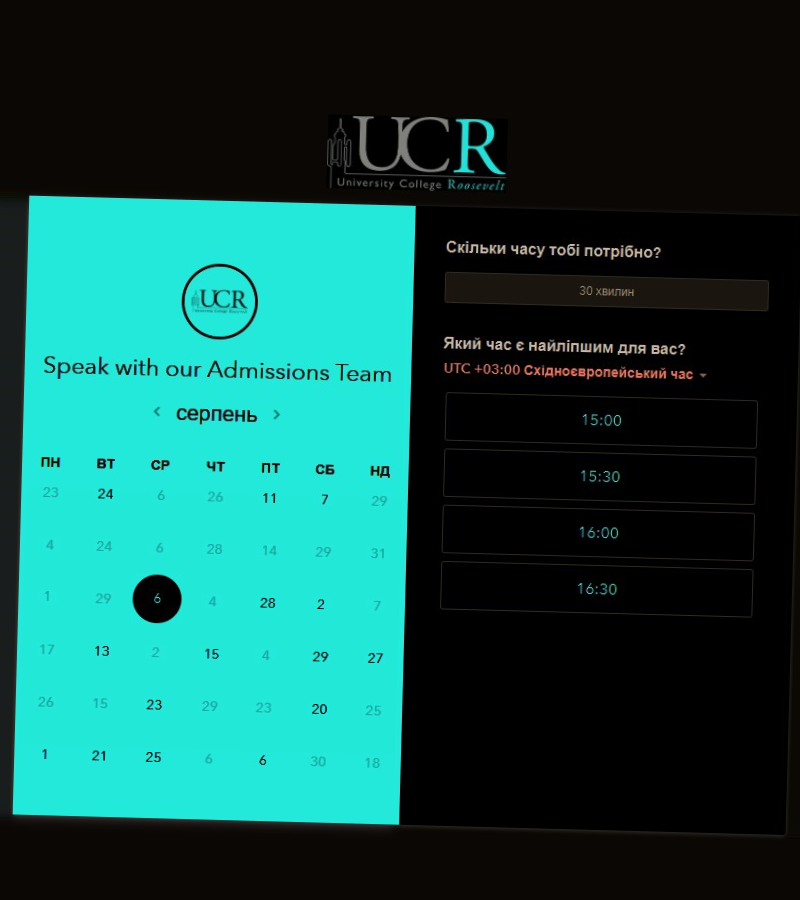 UCR
University College Roosevelt
UCR
Speak with our Admissions Team
серпень
ПН ВТ СР ЧТ ПТ СБ НД
23 24 6 26 11 7 29
4 24 6 28 14 29 31
1 29 6 4 28 2 7
17 13 2 15 4 29 27
26 15 23 29 23 20 25
1 21 25 6 6 30 18
Скільки часу тобі потрібно?
30 хвилин
Який час є найліпшим для вас?
UTC +03:00 Східноєвропейський час
15:00
15:30
16:00
16:30